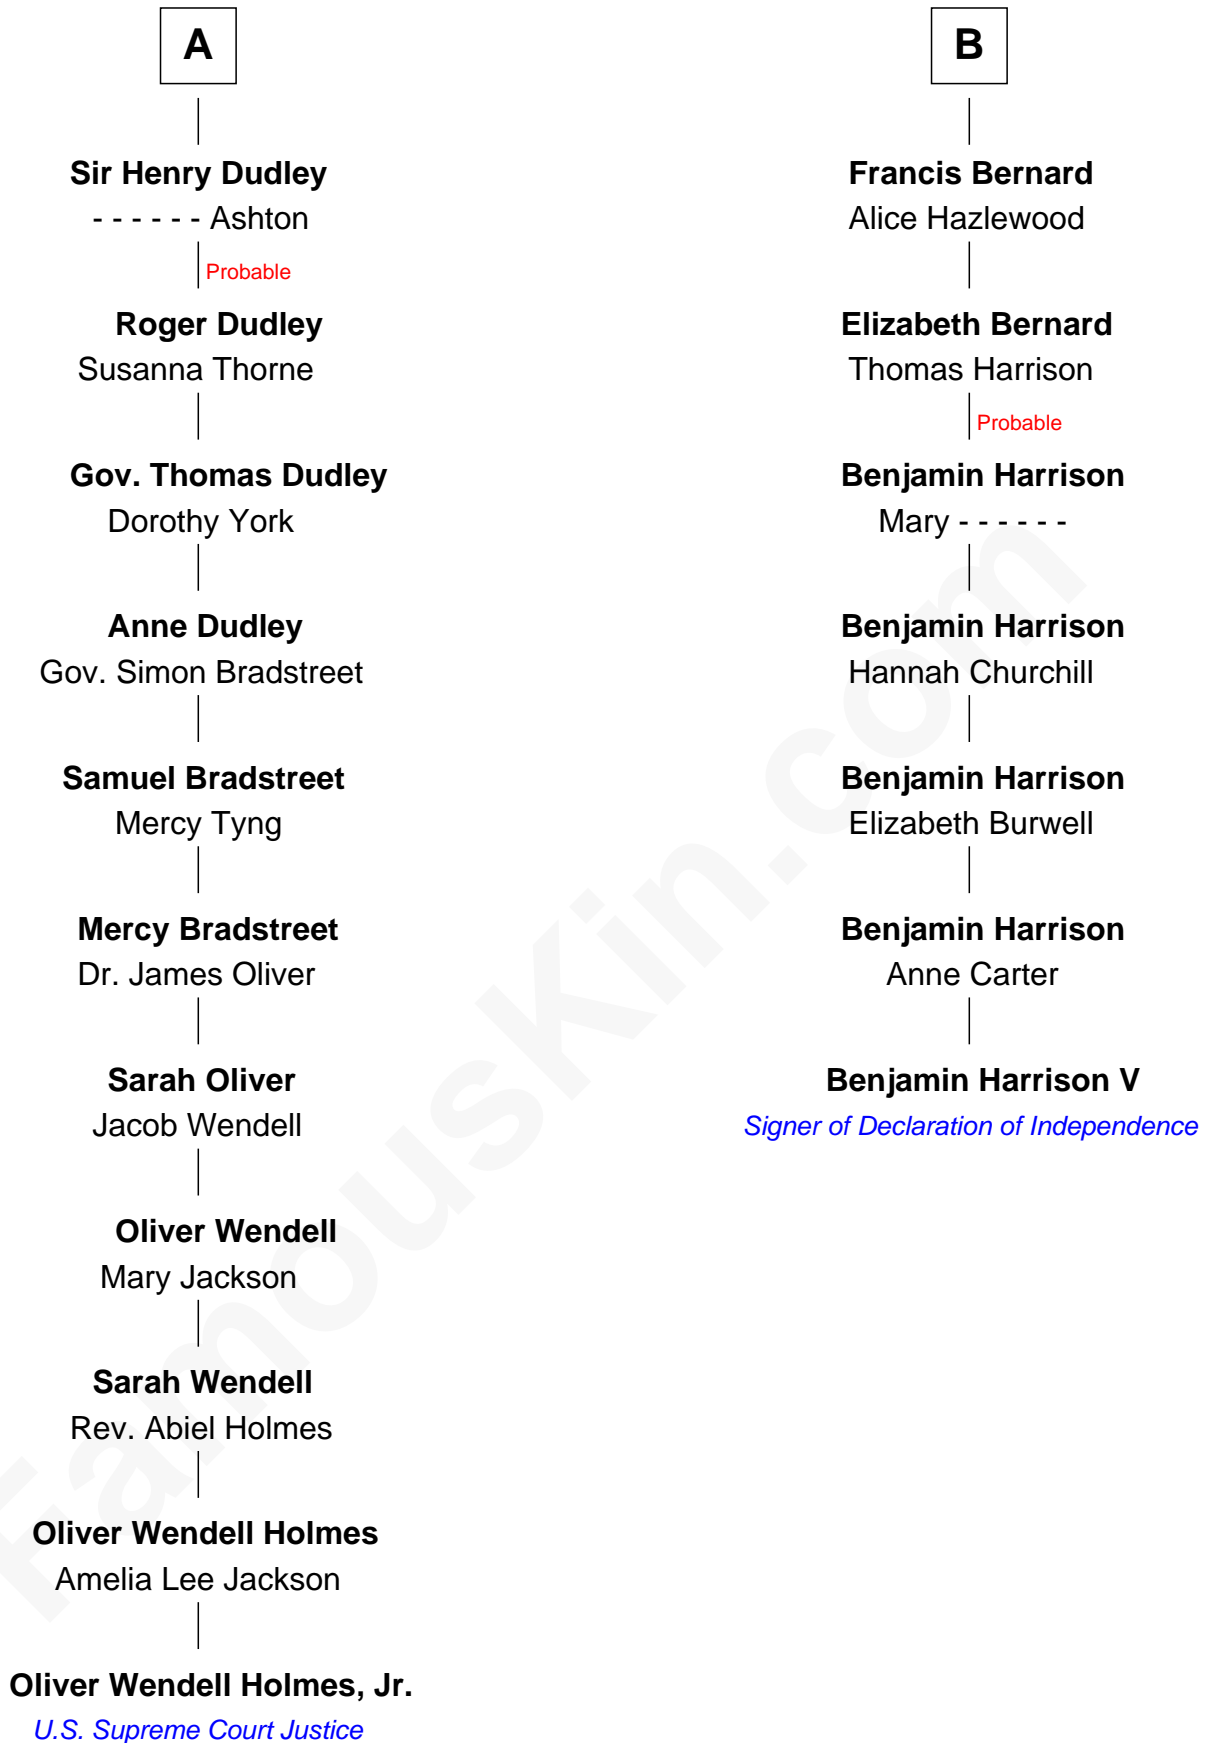 A
Sir Henry Dudley
- - - - - - Ashton
Probable
Roger Dudley
Susanna Thorne
Gov. Thomas Dudley
Dorothy York
Anne Dudley
Gov. Simon Bradstreet
Samuel Bradstreet
Mercy Tyng
Mercy Bradstreet
Dr. James Oliver
Sarah Oliver
Jacob Wendell
Oliver Wendell
Mary Jackson
Sarah Wendell
Rev. Abiel Holmes
Oliver Wendell Holmes
Amelia Lee Jackson
Oliver Wendell Holmes, Jr.
U.S. Supreme Court Justice
B
Francis Bernard
Alice Hazlewood
Elizabeth Bernard
Thomas Harrison
Probable
Benjamin Harrison
Mary - - - - - -
Benjamin Harrison
Hannah Churchill
Benjamin Harrison
Elizabeth Burwell
Benjamin Harrison
Anne Carter
Benjamin Harrison V
Signer of Declaration of Independence
FamousKin.com